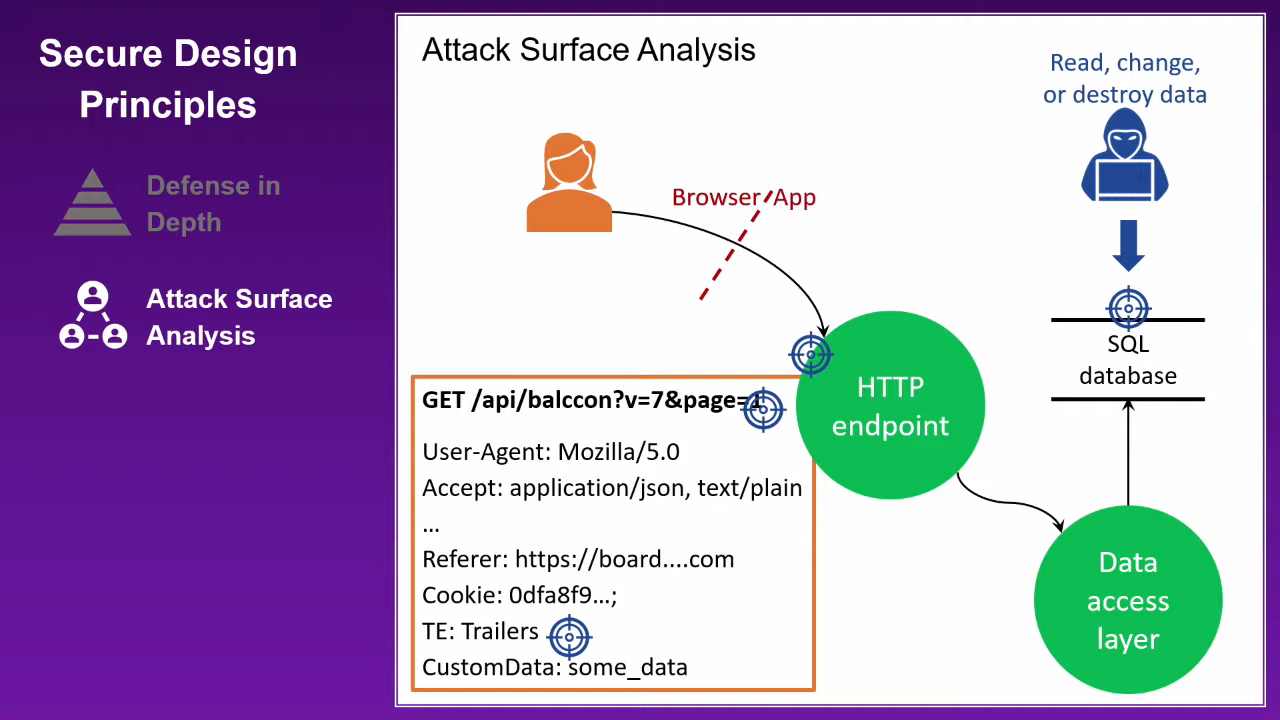 Secure Design
Principles
Defense in
Depth
Attack Surface
Analysis
Attack Surface Analysis
Read, change,
or destroy data
Browser App
SQL
database
HTTP
endpoint
GET /api/balccon?v=7&page=1
User-Agent: Mozilla/5.0
Accept: application/json, text/plain
…
Referer: https://board....com
Cookie: 0dfa8f9…;
TE: Trailers
CustomData: some_data
Data
access
layer